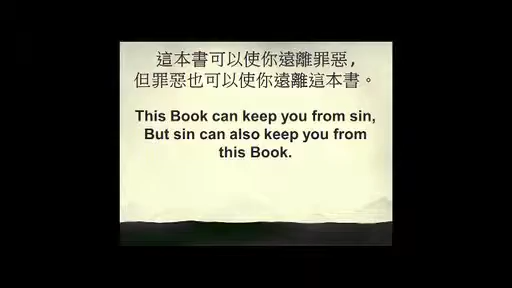 這本書可以使你遠離罪惡,
但罪惡也可以使你遠離這本書。
This Book can keep you from sin,
But sin can also keep you from
this Book.